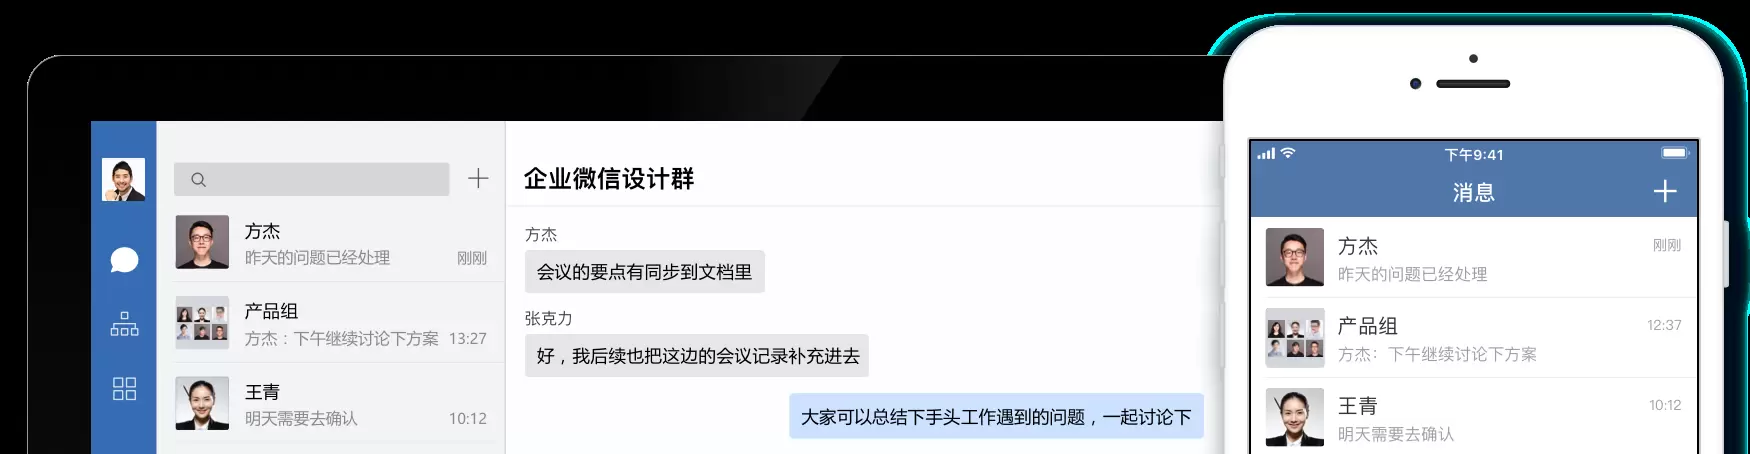 企业微信设计群
方杰
昨天的问题已经处理
刚刚
产品组
方杰：下午继续讨论下方案
13:27
王青
明天需要去确认
10:12
方杰
会议的要点有同步到文档里
张克力
好，我后续也把这边的会议记录补充进去
大家可以总结下手头工作遇到的问题，一起讨论下
下午9:41
消息
方杰
刚刚
昨天的问题已经处理
产品组
12:37
方杰：下午继续讨论下方案
王青
10:12
明天需要去确认